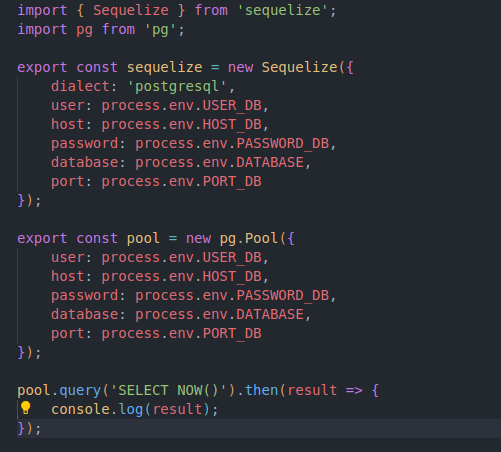 import { Sequelize } from 'sequelize';
import pg from 'pg';
export const sequelize = new Sequelize({
dialect: 'postgresql',
user: process.env.USER_DB,
host: process.env.HOST_DB,
password: process.env.PASSWORD_DB,
database: process.env.DATABASE,
port: process.env.PORT_DB
});
export const pool = new pg.Pool({
user: process.env.USER_DB,
host: process.env.HOST_DB,
password: process.env.PASSWORD_DB,
database: process.env.DATABASE,
port: process.env.PORT_DB
});
pool.query('SELECT NOW()').then(result => {
console.log(result);
});